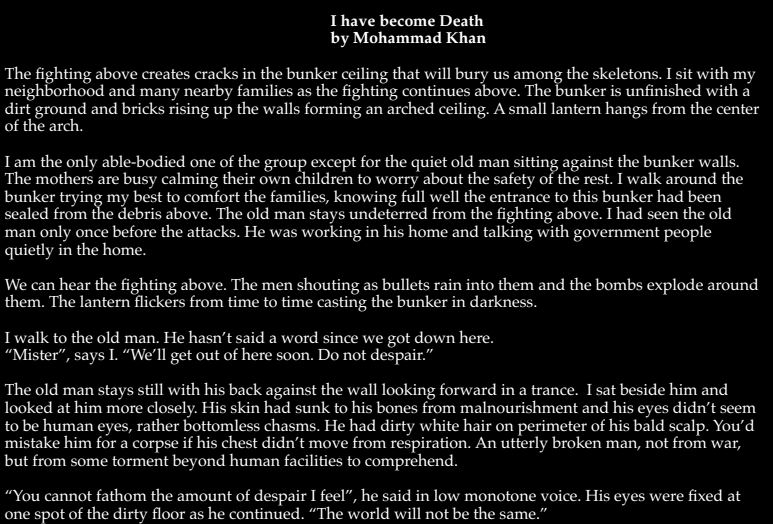 I have become Death
by Mohammad Khan
The fighting above creates cracks in the bunker ceiling that will bury us among the skeletons. I sit with my
neighborhood and many nearby families as the fighting continues above. The bunker is unfinished with a
dirt ground and bricks rising up the walls forming an arched ceiling. A small lantern hangs from the center
of the arch.
I am the only able-bodied one of the group except for the quiet old man sitting against the bunker walls.
The mothers are busy calming their own children to worry about the safety of the rest. I walk around the
bunker trying my best to comfort the families, knowing full well the entrance to this bunker had been
sealed from the debris above. The old man stays undeterred from the fighting above. I had seen the old
man only once before the attacks. He was working in his home and talking with government people
quietly in the home.
We can hear the fighting above. The men shouting as bullets rain into them and the bombs explode around
them. The lantern flickers from time to time casting the bunker in darkness.
I walk to the old man. He hasn’t said a word since we got down here.
“Mister”, says I. “We’ll get out of here soon. Do not despair.”
The old man stays still with his back against the wall looking forward in a trance.  I sat beside him and
looked at him more closely. His skin had sunk to his bones from malnourishment and his eyes didn’t seem
to be human eyes, rather bottomless chasms. He had dirty white hair on perimeter of his bald scalp. You’d
mistake him for a corpse if his chest didn’t move from respiration. An utterly broken man, not from war,
but from some torment beyond human facilities to comprehend.
“You cannot fathom the amount of despair I feel”, he said in low monotone voice. His eyes were fixed at
one spot of the dirty floor as he continued. “The world will not be the same.”